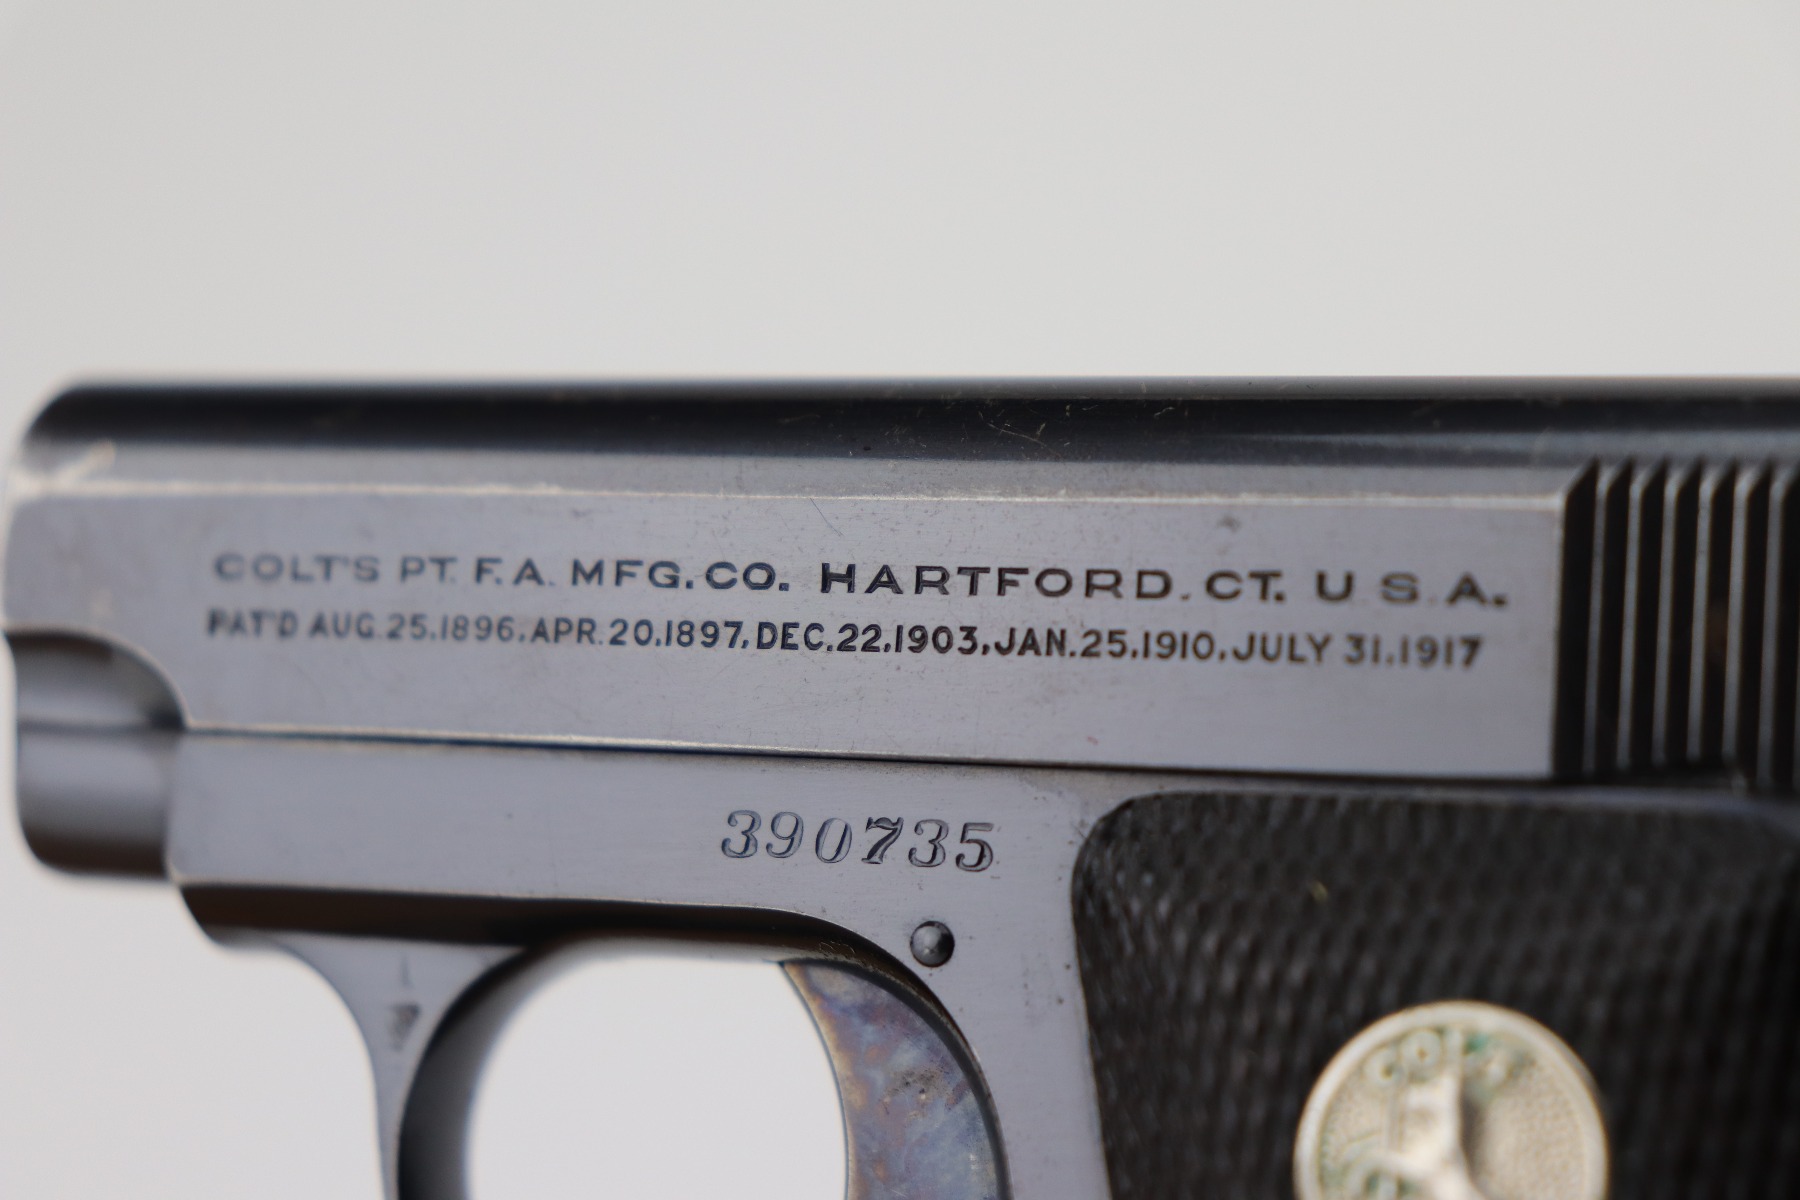 COLT'S PT. F.A. MFG. CO. HARTFORD. CT. U.S.A.
PAT'D AUG. 25.1896. APR. 20.1897, DEC. 22.1903. JAN. 25.1910. JULY 31.1917
390735
COLT